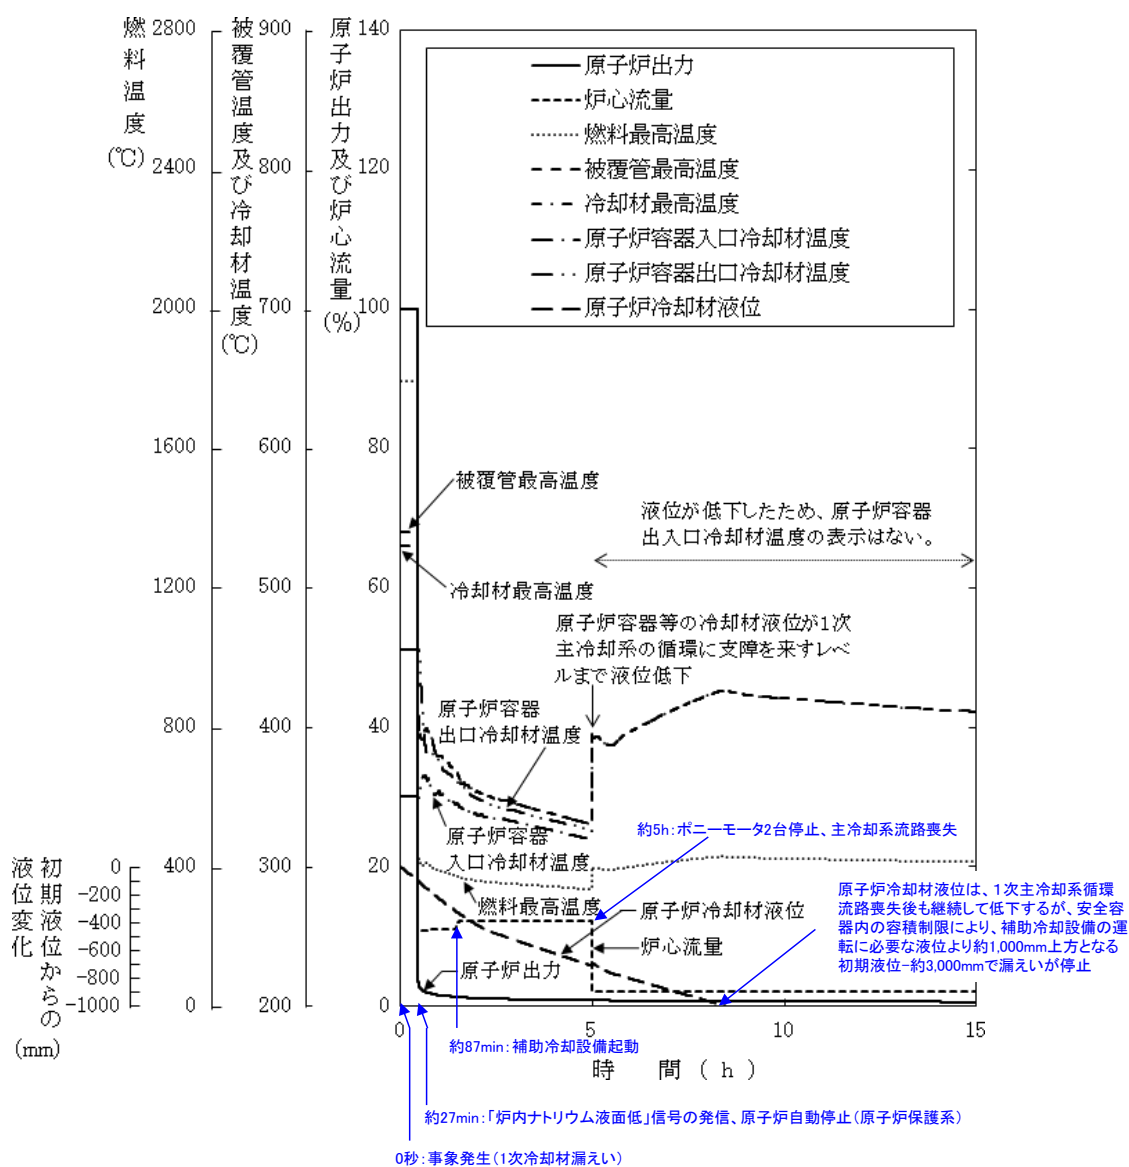 燃料温度
(℃)
被覆管温度及び冷却材温度
(℃)
原子炉出力及び炉心流量
(%)
2800
2400
2000
1600
1200
800
400
0
900
800
700
600
500
400
300
200
140
120
100
80
60
40
20
0
初期液位からの
液位変化
(mm)
0
-200
-400
-600
-800
-1000
原子炉出力
炉心流量
燃料最高温度
被覆管最高温度
冷却材最高温度
原子炉容器入口冷却材温度
原子炉容器出口冷却材温度
原子炉冷却材液位
被覆管最高温度
冷却材最高温度
液位が低下したため、原子炉容器
出入口冷却材温度の表示はない。
原子炉容器等の冷却材液位が1次
主冷却系の循環に支障を来すレベ
ルまで液位低下
原子炉容器
出口冷却材温度
原子炉容器
入口冷却材温度
燃料最高温度
原子炉冷却材液位
炉心流量
原子炉出力
約5h：ポニーモータ2台停止、主冷却系流路喪失
原子炉冷却材液位は、1次主冷却系循環
流路喪失後も継続して低下するが、安全容
器内の容積制限により、補助冷却設備の運
転に必要な液位より約1,000mm上方となる
初期液位-約3,000mmで漏えいが停止
0
5
10
15
時 間 ( h )
約87min：補助冷却設備起動
約27min：「炉内ナトリウム液面低」信号の発信、原子炉自動停止（原子炉保護系）
0秒：事象発生（1次冷却材漏えい）